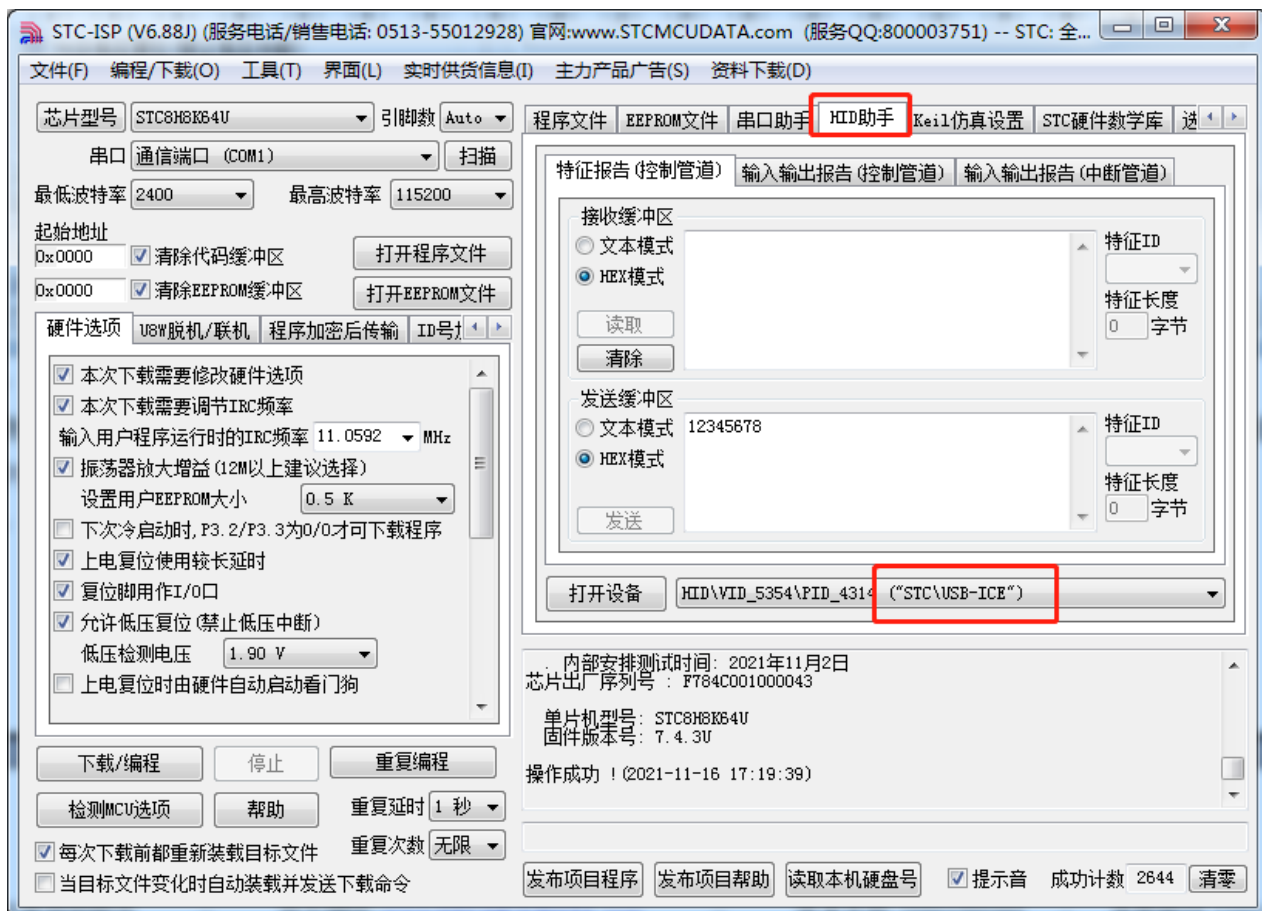 STC-ISP (V6.88J) (服务电话/销售电话: 0513-55012928) 官网:www.STCMCUDATA.com (服务QQ:800003751) -- STC: 全...
文件(F) 编程/下载(O) 工具(T) 界面(L) 实时供货信息(I) 主力产品广告(S) 资料下载(D)
芯片型号 STC8H8K64U 引脚数 Auto
串口 通信端口 (COM1) 扫描
最低波特率 2400 最高波特率 115200
起始地址
0x0000 清除代码缓冲区 打开程序文件
0x0000 清除EEPROM缓冲区 打开EEPROM文件
硬件选项 U8W脱机/联机 程序加密后传输 ID号
本次下载需要修改硬件选项
本次下载需要调节IRC频率
输入用户程序运行时的IRC频率 11.0592 MHz
振荡器放大增益(12M以上建议选择)
设置用户EEPROM大小 0.5 K
下次冷启动时,P3.2/P3.3为0/0才可下载程序
上电复位使用较长延时
复位脚用作I/O口
允许低压复位(禁止低压中断)
低压检测电压 1.90 V
上电复位时由硬件自动启动看门狗
下载/编程 停止 重复编程
检测MCU选项 帮助 重复延时 1 秒
每次下载前都重新装载目标文件 重复次数 无限
当目标文件变化时自动装载并发送下载命令
程序文件 EEPROM文件 串口助手 HID助手 Keil仿真设置 STC硬件数学库 选
特征报告(控制管道) 输入输出报告(控制管道) 输入输出报告(中断管道)
接收缓冲区
文本模式
HEX模式
读取
清除
特征ID
特征长度
0 字节
发送缓冲区
文本模式 12345678
HEX模式
发送
特征ID
特征长度
0 字节
打开设备 HID\VID_5354\PID_4314 ("STC\USB-ICE")
. 内部安排测试时间: 2021年11月2日
芯片出厂序列号 : F784C001000043
单片机型号: STC8H8K64U
固件版本号: 7.4.3U
操作成功 !(2021-11-16 17:19:39)
发布项目程序 发布项目帮助 读取本机硬盘号 提示音 成功计数 2644 清零